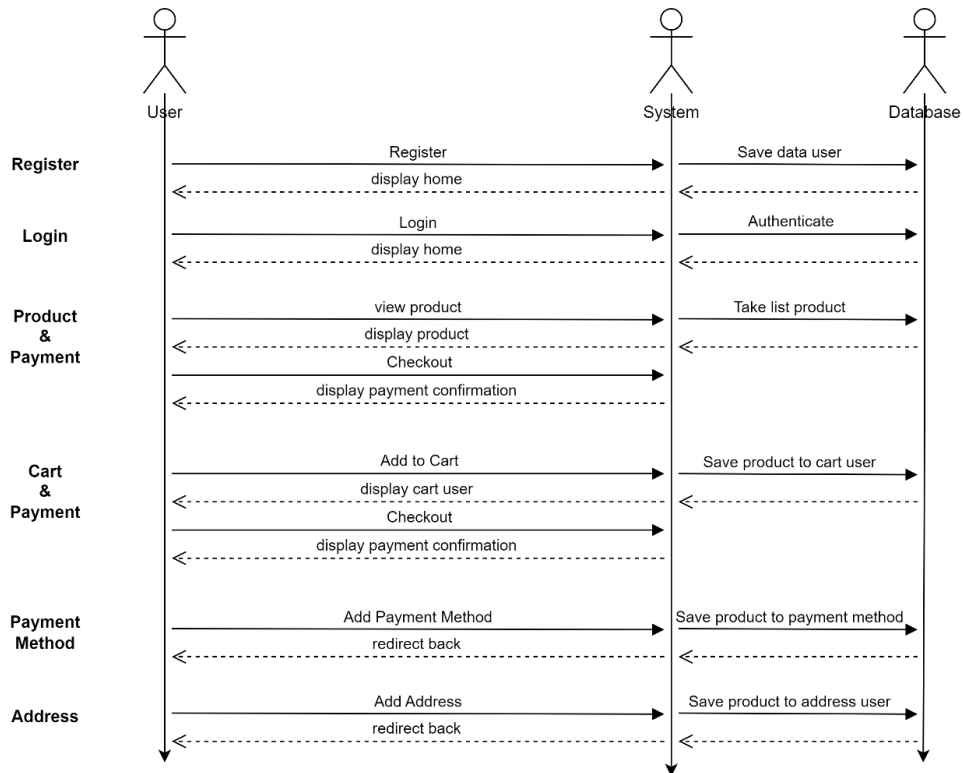 User
System
Database
Register
Register
Save data user
display home
Login
Login
Authenticate
display home
Product
&
Payment
view product
Take list product
display product
Checkout
display payment confirmation
Cart
&
Payment
Add to Cart
Save product to cart user
display cart user
Checkout
display payment confirmation
Payment
Method
Add Payment Method
Save product to payment method
redirect back
Address
Add Address
Save product to address user
redirect back